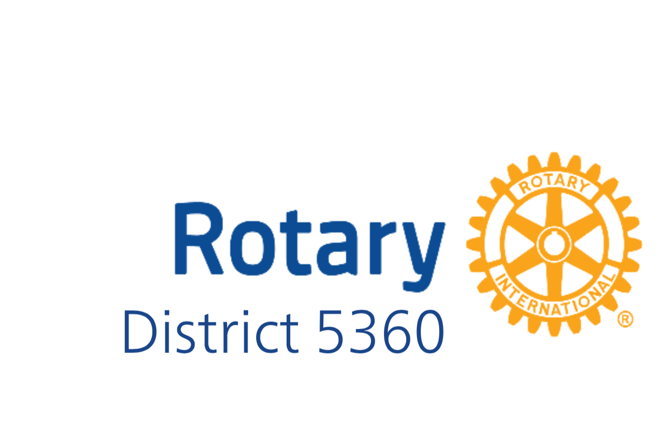 Rotary
District 5360
ROTARY
INTERNATIONAL
®